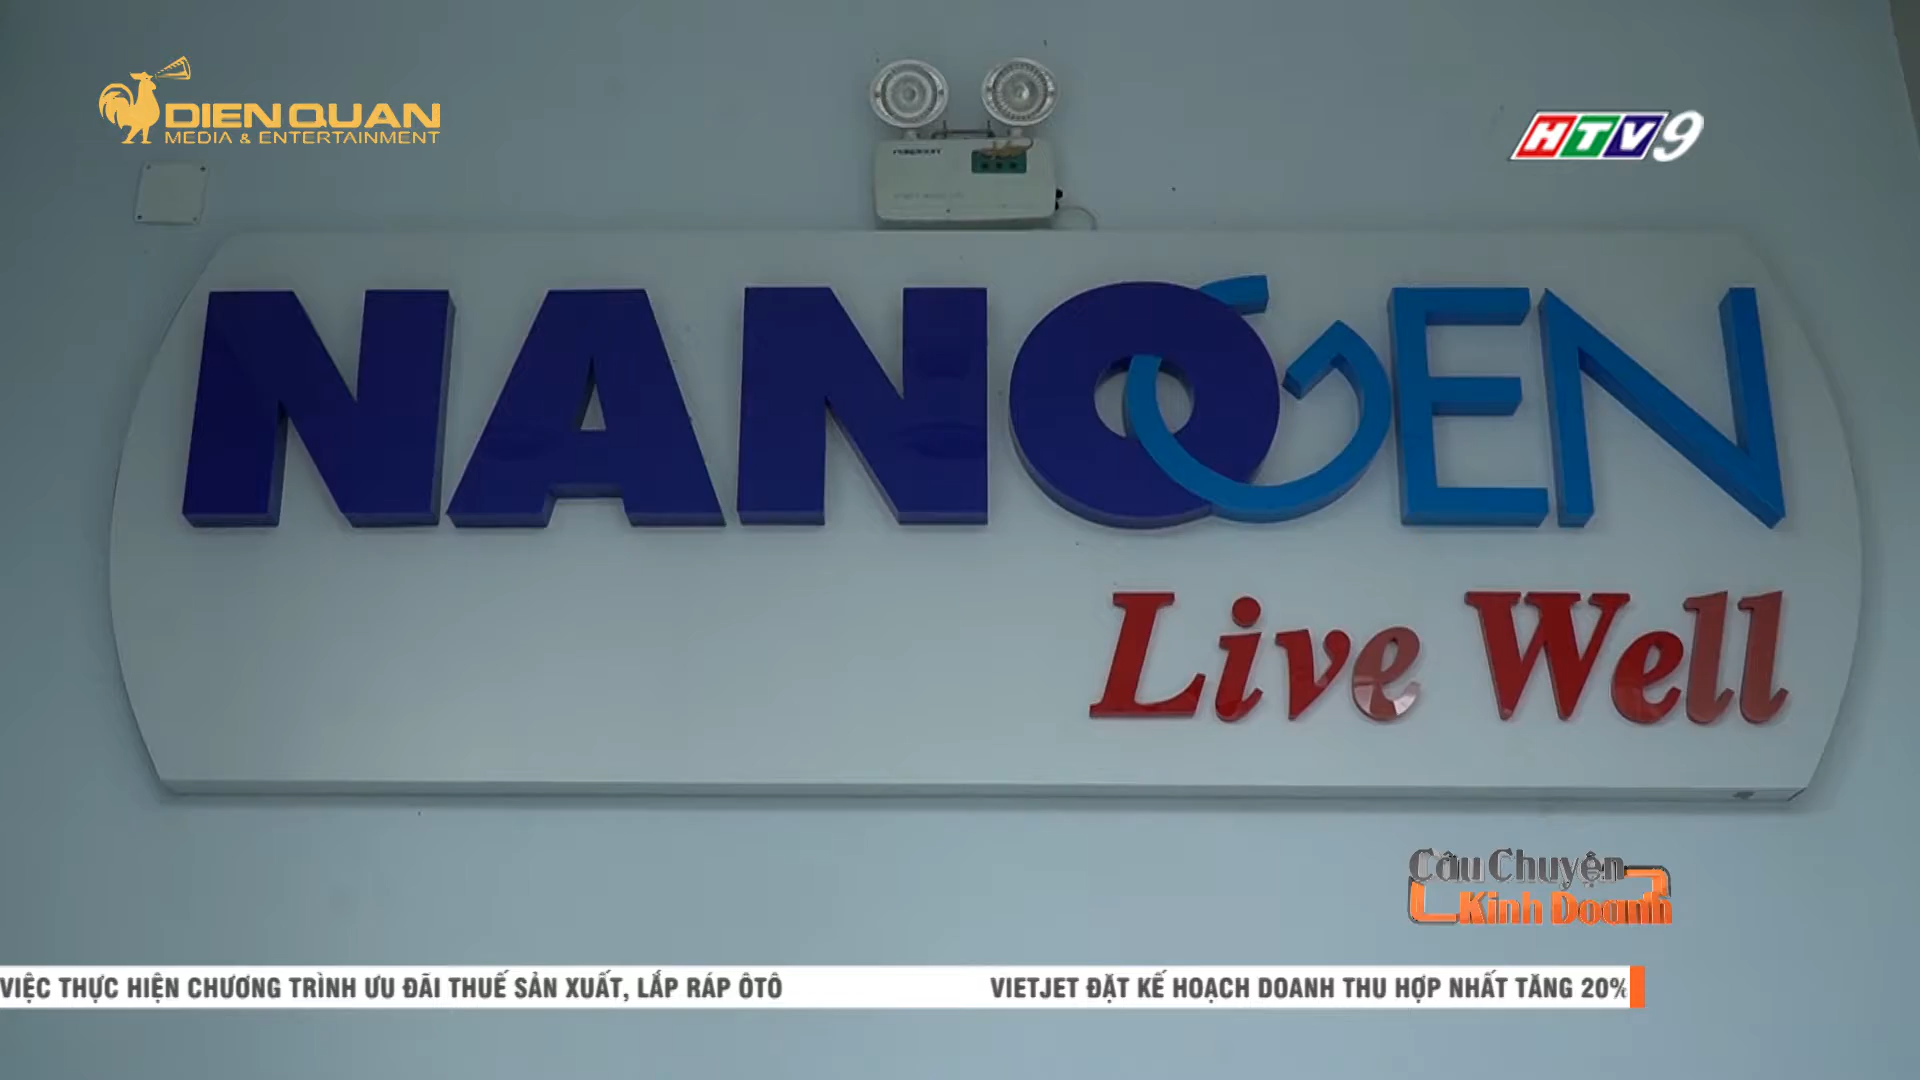 DIENQUAN
MEDIA & ENTERTAINMENT
HTV9
NANOGEN
Live Well
Câu Chuyện
Kinh Doanh
VIỆC THỰC HIỆN CHƯƠNG TRÌNH ƯU ĐÃI THUẾ SẢN XUẤT, LẮP RÁP ÔTÔ VIETJET ĐẶT KẾ HOẠCH DOANH THU HỢP NHẤT TĂNG 20%